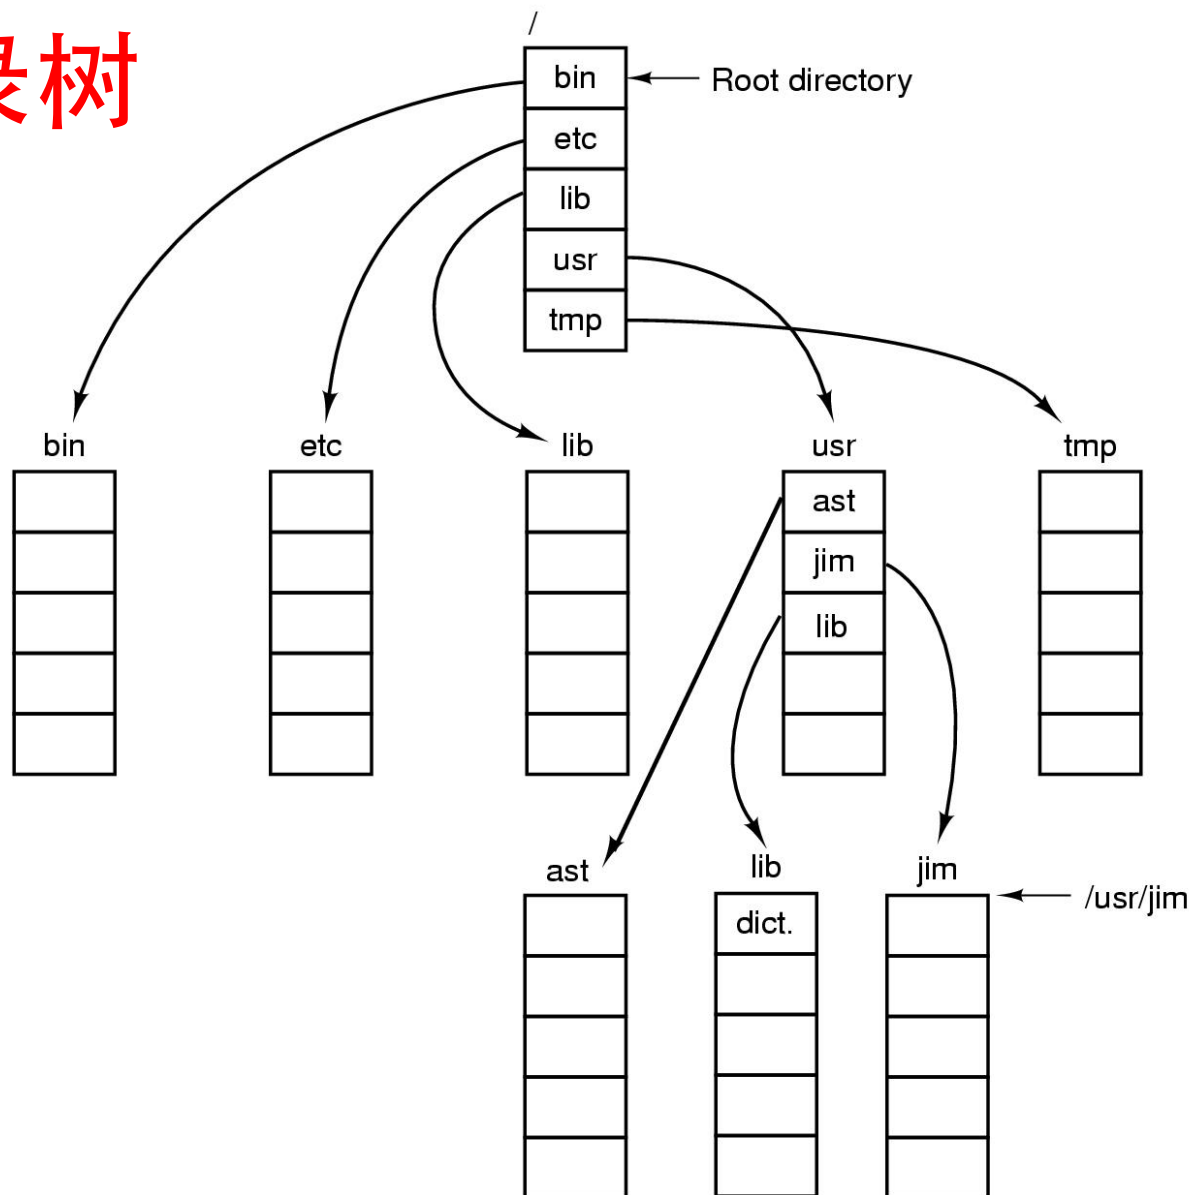 录树
/
bin
Root directory
etc
lib
usr
tmp
bin
etc
lib
usr
tmp
ast
jim
lib
ast
lib
jim
/usr/jim
dict.